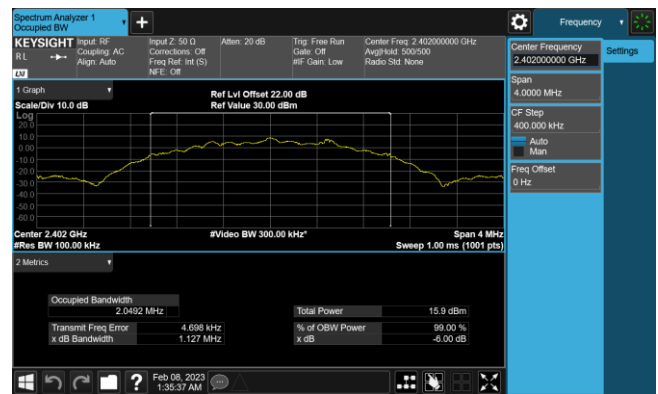 Spectrum Analyzer 1
Occupied BW
+
Frequency
KEYSIGHT
RL
LXI
Input: RF
Coupling: AC
Align: Auto
Input Z: 50 Ω
Corrections: Off
Freq Ref: Int (S)
NFE: Off
Atten: 20 dB
Trig: Free Run
Gate: Off
#IF Gain: Low
Center Freq: 2.402000000 GHz
Avg|Hold: 500/500
Radio Std: None
Center Frequency
2.402000000 GHz
Settings
Span
4.0000 MHz
CF Step
400.000 kHz
Auto
Man
Freq Offset
0 Hz
1 Graph
Scale/Div 10.0 dB
Ref Lvl Offset 22.00 dB
Ref Value 30.00 dBm
Log
20.0
10.0
0.00
-10.0
-20.0
-30.0
-40.0
-50.0
-60.0
Center 2.402 GHz
#Res BW 100.00 kHz
#Video BW 300.00 kHz*
Span 4 MHz
Sweep 1.00 ms (1001 pts)
2 Metrics
Occupied Bandwidth
2.0492 MHz
Total Power 15.9 dBm
Transmit Freq Error 4.698 kHz
% of OBW Power 99.00 %
x dB Bandwidth 1.127 MHz
x dB -6.00 dB
?
Feb 08, 2023
1:35:37 AM